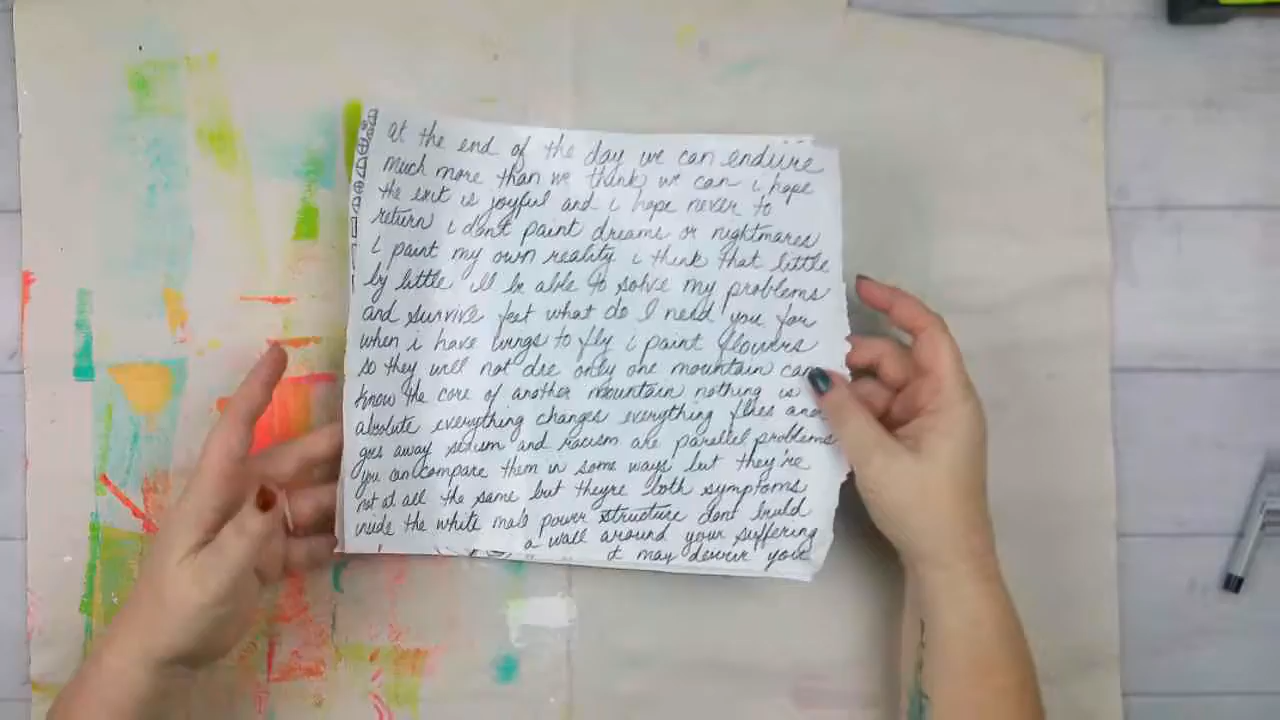 at the end of the day we can endure
much more than we think we can i hope
the exit is joyful and i hope never to
return i don't paint dreams or nightmares
i paint my own reality i think that little
by little i'll be able to solve my problems
and survive feet what do I need you for
when i have wings to fly i paint flowers
so they will not die only one mountain can
know the core of another mountain nothing is
absolute everything changes everything flies and
goes away sexism and racism are parallel problems
you can compare them in some ways but they're
not at all the same but theyre both symptoms
inside the white male power structure dont build
a wall around your suffering
it may devour you